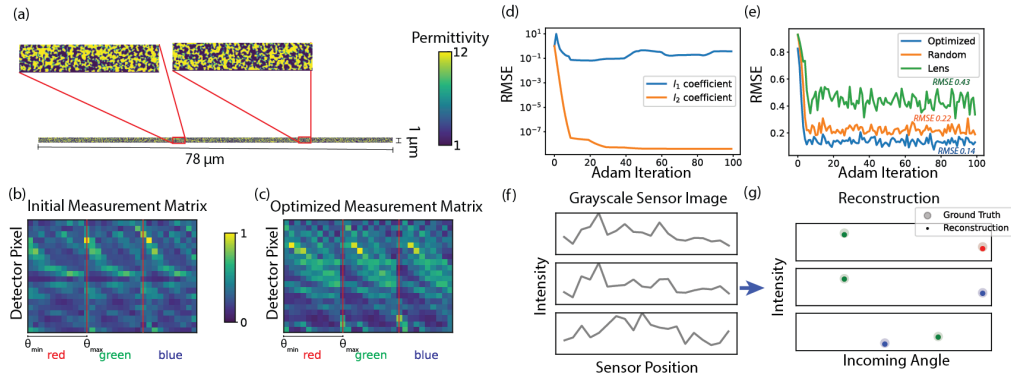 (a)
Permittivity
12
1
1 μm
78 μm
(b)
Initial Measurement Matrix
Detector Pixel
θmin
θmax
red
green
blue
1
0
(c)
Optimized Measurement Matrix
Detector Pixel
θmin
θmax
red
green
blue
(d)
RMSE
10⁻¹
10⁻³
10⁻⁵
10⁻⁷
l₁ coefficient
l₂ coefficient
0 20 40 60 80 100
Adam Iteration
(e)
RMSE
0.8
0.6
0.4
0.2
Optimized
Random
Lens
RMSE 0.43
RMSE 0.22
RMSE 0.14
0 20 40 60 80 100
Adam Iteration
(f)
Grayscale Sensor Image
Intensity
Sensor Position
(g)
Reconstruction
Ground Truth
Reconstruction
Intensity
Incoming Angle